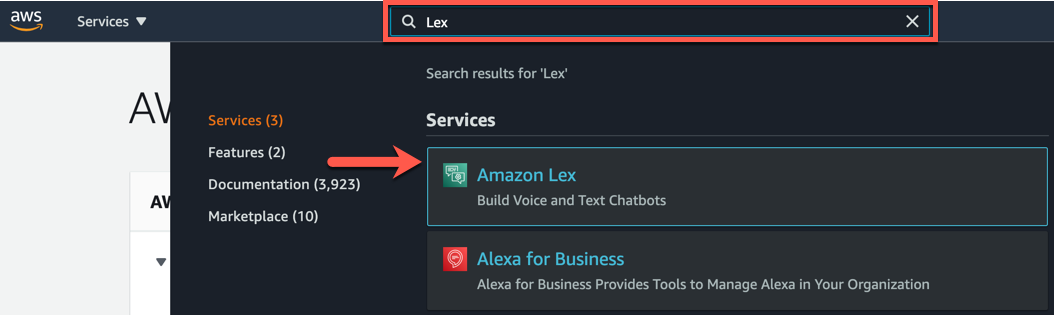 aws Services ▼ Lex
Search results for 'Lex'
AW
Services (3)
Services
Features (2)
Documentation (3,923)
Marketplace (10)
AW
Amazon Lex
Build Voice and Text Chatbots
Alexa for Business
Alexa for Business Provides Tools to Manage Alexa in Your Organization